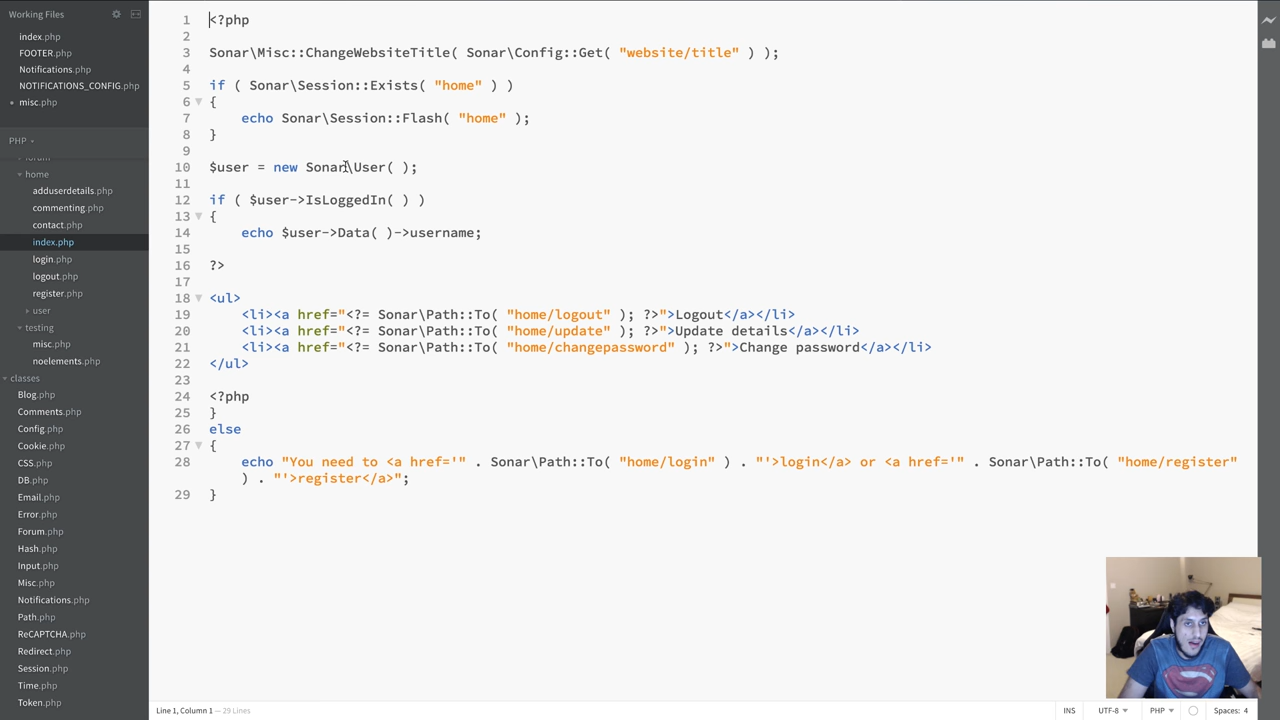 Working Files
index.php
FOOTER.php
Notifications.php
NOTIFICATIONS_CONFIG.php
misc.php
PHP
home
adduserdetails.php
commenting.php
contact.php
index.php
login.php
logout.php
register.php
user
testing
misc.php
noelements.php
classes
Blog.php
Comments.php
Config.php
Cookie.php
CSS.php
DB.php
Email.php
Error.php
Forum.php
Hash.php
Input.php
Misc.php
Notifications.php
Path.php
ReCAPTCHA.php
Redirect.php
Session.php
Time.php
Token.php
1 <?php
2
3 Sonar\Misc::ChangeWebsiteTitle( Sonar\Config::Get( "website/title" ) );
4
5 if ( Sonar\Session::Exists( "home" ) )
6 {
7 echo Sonar\Session::Flash( "home" );
8 }
9
10 $user = new Sonar\User( );
11
12 if ( $user->IsLoggedIn( ) )
13 {
14 echo $user->Data( )->username;
15
16 ?>
17
18 <ul>
19 <li><a href="<?= Sonar\Path::To( "home/logout" ); ?>">Logout</a></li>
20 <li><a href="<?= Sonar\Path::To( "home/update" ); ?>">Update details</a></li>
21 <li><a href="<?= Sonar\Path::To( "home/changepassword" ); ?>">Change password</a></li>
22 </ul>
23
24 <?php
25 }
26 else
27 {
28 echo "You need to <a href='" . Sonar\Path::To( "home/login" ) . "'>login</a> or <a href='" . Sonar\Path::To( "home/register"
) . "'>register</a>";
29 }
Line 1, Column 1 — 29 Lines
INS
UTF-8
PHP
Spaces: 4